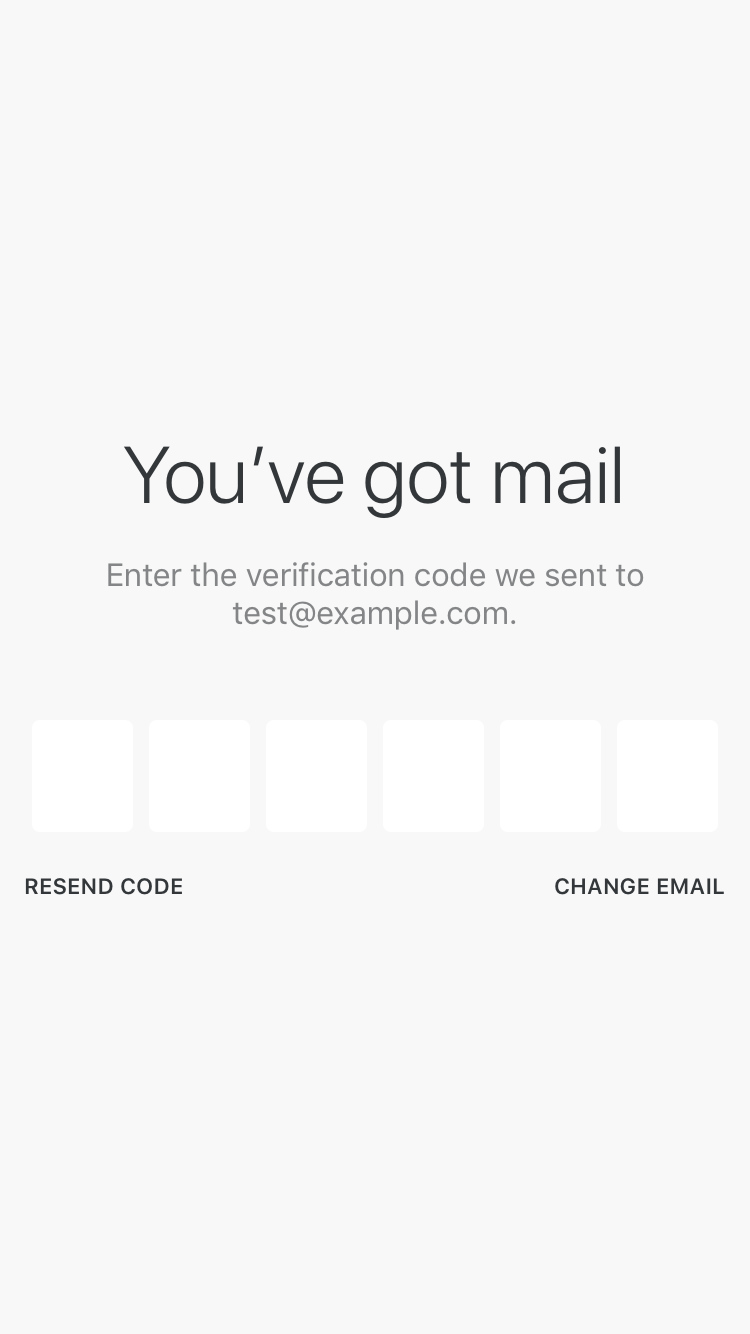 You’ve got mail
Enter the verification code we sent to
test@example.com.
RESEND CODE
CHANGE EMAIL